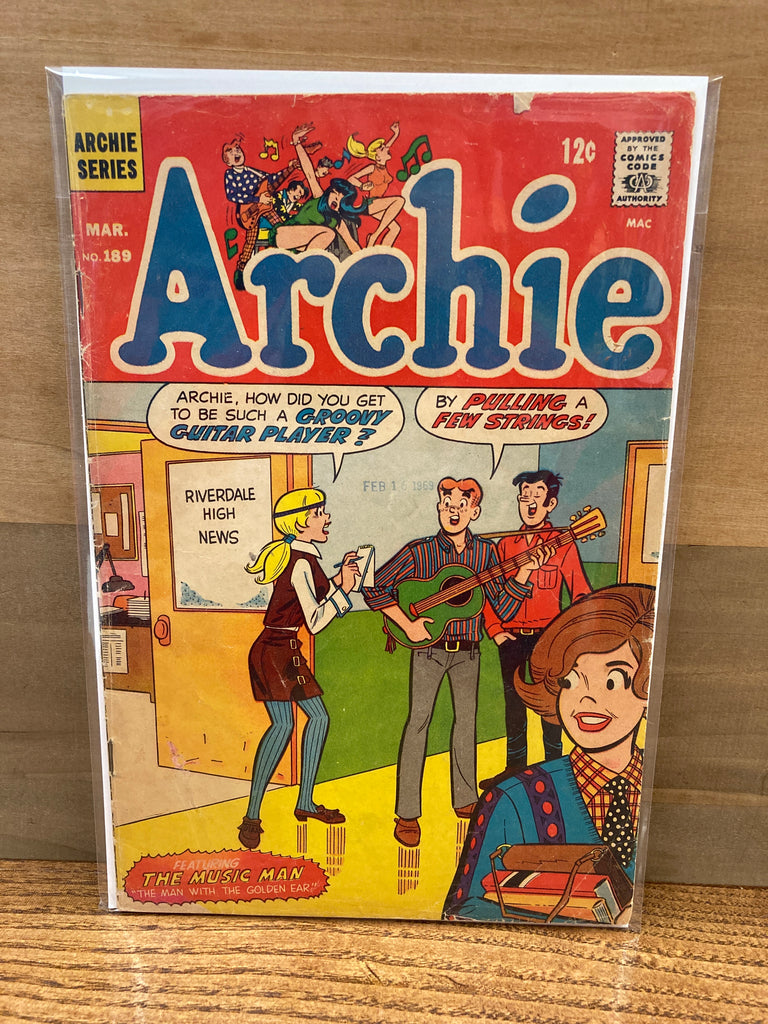 ARCHIE
SERIES
MAR.
NO. 189
12¢
APPROVED
BY THE
COMICS
CODE
CA
AUTHORITY
MAC
Archie
ARCHIE, HOW DID YOU GET
TO BE SUCH A GROOVY
GUITAR PLAYER?
BY PULLING A
FEW STRINGS!
FEB 16 1969
RIVERDALE
HIGH
NEWS
FEATURING
THE MUSIC MAN
"THE MAN WITH THE GOLDEN EAR!"